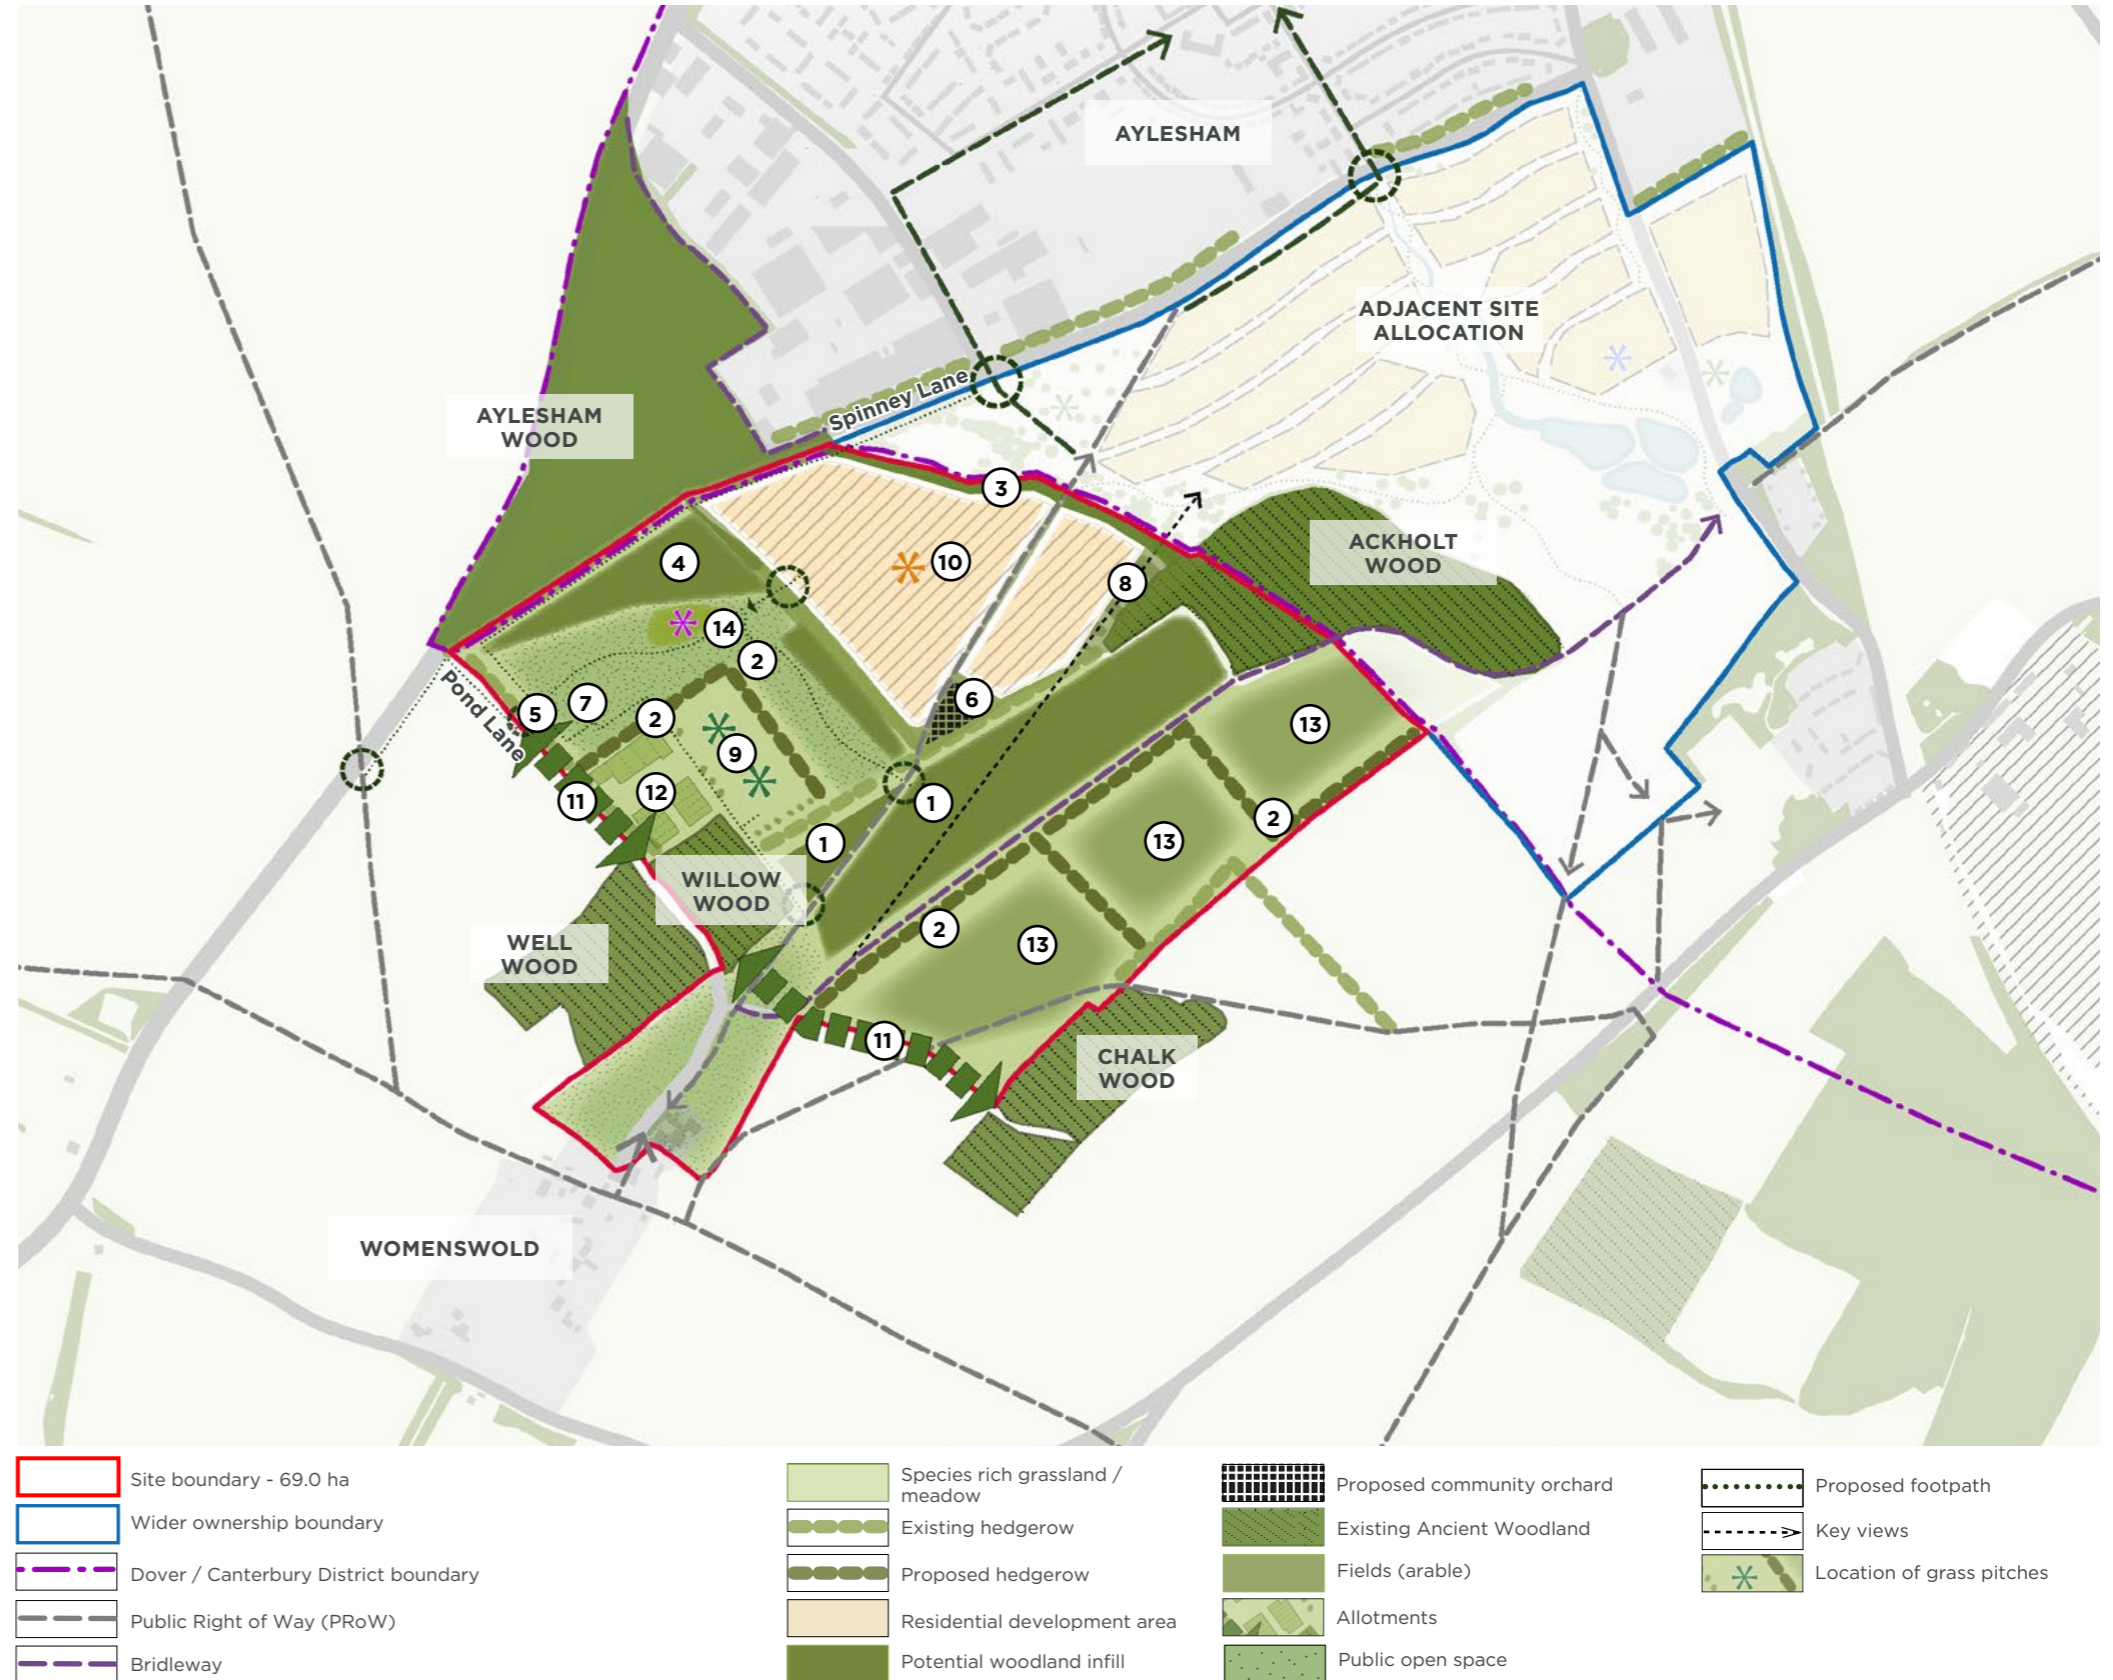 AYLESHAM
ADJACENT SITE
ALLOCATION
Spinney Lane
AYLESHAM
WOOD
3
ACKHOLT
WOOD
4
10
8
14
2
Pond Lane
5
7
2
6
13
9
11
12
1
2
13
1
WILLOW
WOOD
2
13
WELL
WOOD
11
CHALK
WOOD
WOMENSWOLD
Site boundary - 69.0 ha
Wider ownership boundary
Dover / Canterbury District boundary
Public Right of Way (PRoW)
Bridleway
Species rich grassland /
meadow
Existing hedgerow
Proposed hedgerow
Residential development area
Potential woodland infill
Proposed community orchard
Existing Ancient Woodland
Fields (arable)
Allotments
Public open space
Proposed footpath
Key views
Location of grass pitches